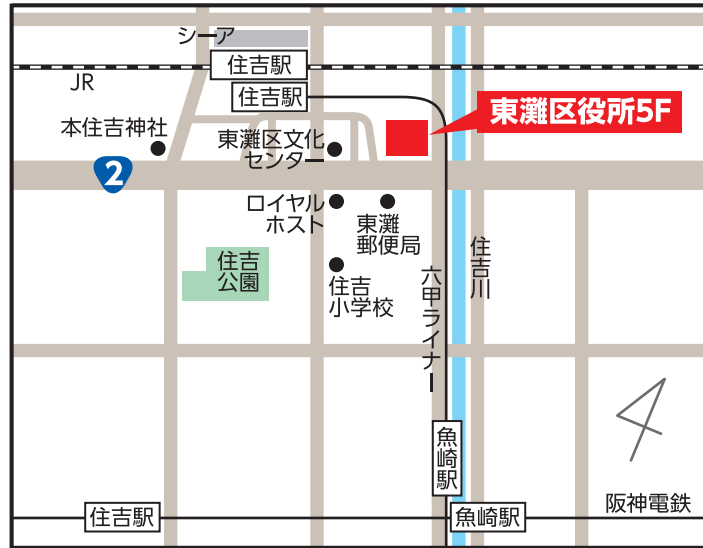 シーア
住吉駅
JR
住吉駅
東灘区役所5F
本住吉神社
東灘区文化
センター
2
ロイヤル
ホスト
東灘
郵便局
住吉
公園
住吉
小学校
住吉川
六甲ライナー
魚崎駅
阪神電鉄
住吉駅
魚崎駅